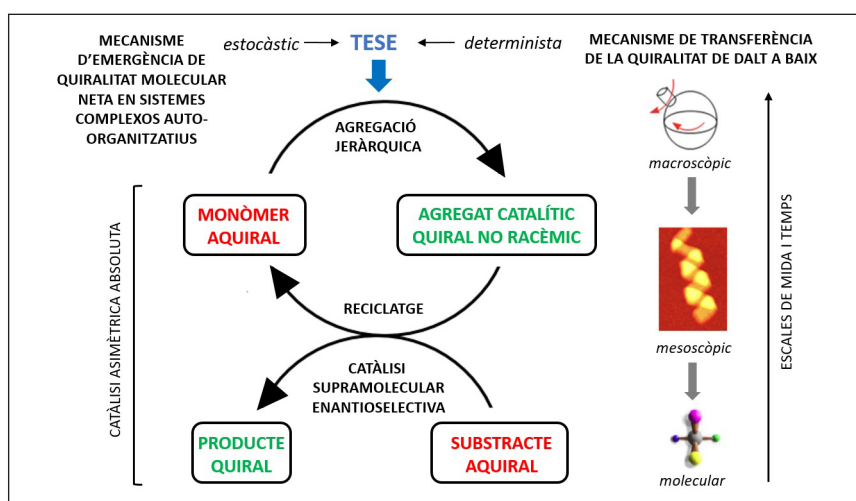 MECANISME
D'EMERGÈNCIA DE
QUIRALITAT MOLECULAR
NETA EN SISTEMES
COMPLEXOS AUTO-
ORGANITZATIUS
estocàstic
TESE
determinista
MECANISME DE TRANSFERÈNCIA
DE LA QUIRALITAT DE DALT A BAIX
AGREGACIÓ
JERÀRQUICA
MONÒMER
AQUIRAL
AGREGAT CATALÍTIC
QUIRAL NO RACÈMIC
RECICLATGE
CATÀLISI
SUPRAMOLECULAR
ENANTIOSELECTIVA
PRODUCTE
QUIRAL
SUBSTRACTE
AQUIRAL
CATÀLISI ASIMÈTRICA ABSOLUTA
macroscòpic
mesoscòpic
molecular
ESCALES DE MIDA I TEMPS